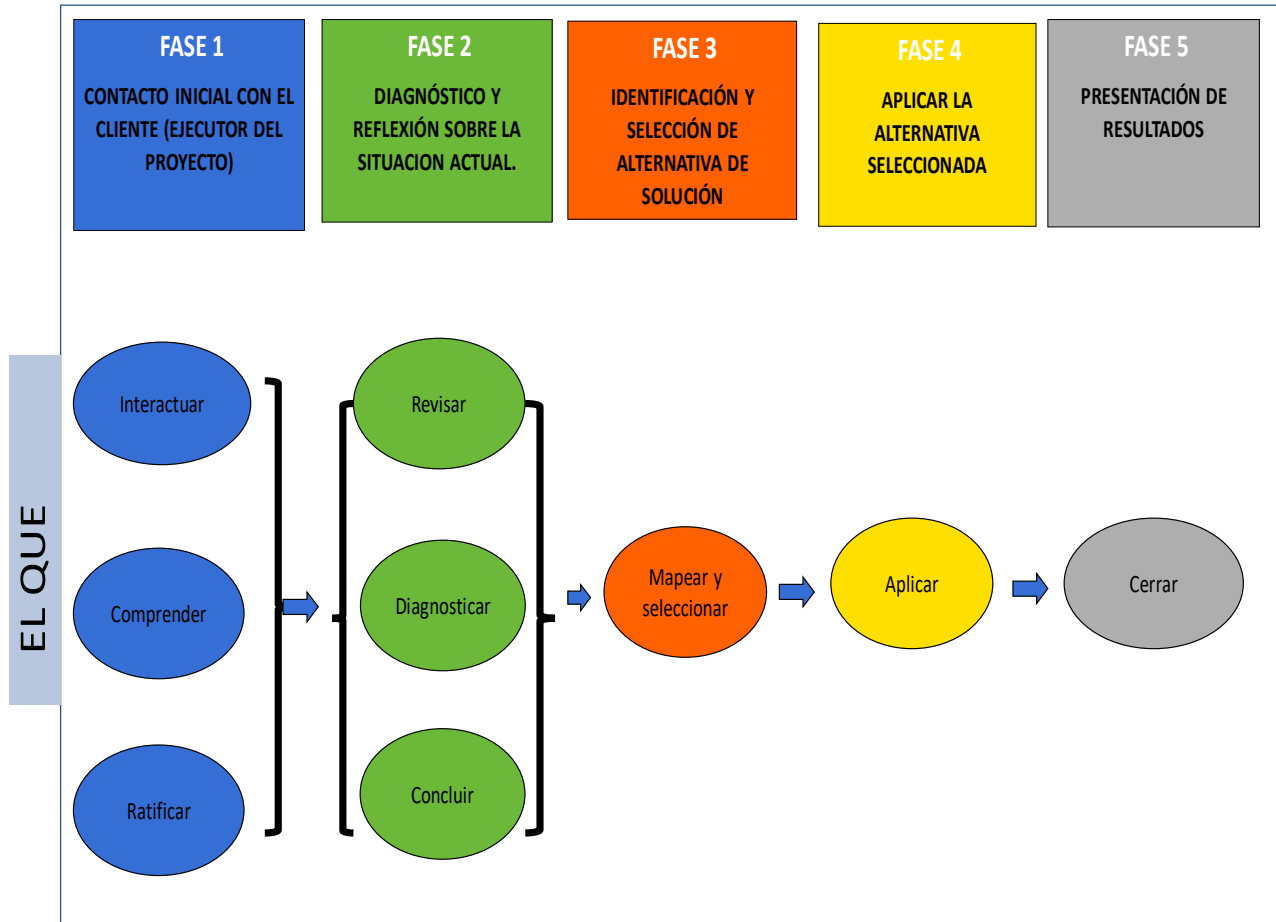 FASE 1
CONTACTO INICIAL CON EL
CLIENTE (EJECUTOR DEL
PROYECTO)
FASE 2
DIAGNÓSTICO Y
REFLEXIÓN SOBRE LA
SITUACION ACTUAL.
FASE 3
IDENTIFICACIÓN Y
SELECCIÓN DE
ALTERNATIVA DE
SOLUCIÓN
FASE 4
APLICAR LA
ALTERNATIVA
SELECCIONADA
FASE 5
PRESENTACIÓN DE
RESULTADOS
EL QUE
Interactuar
Comprender
Ratificar
Revisar
Diagnosticar
Concluir
Mapear y
seleccionar
Aplicar
Cerrar